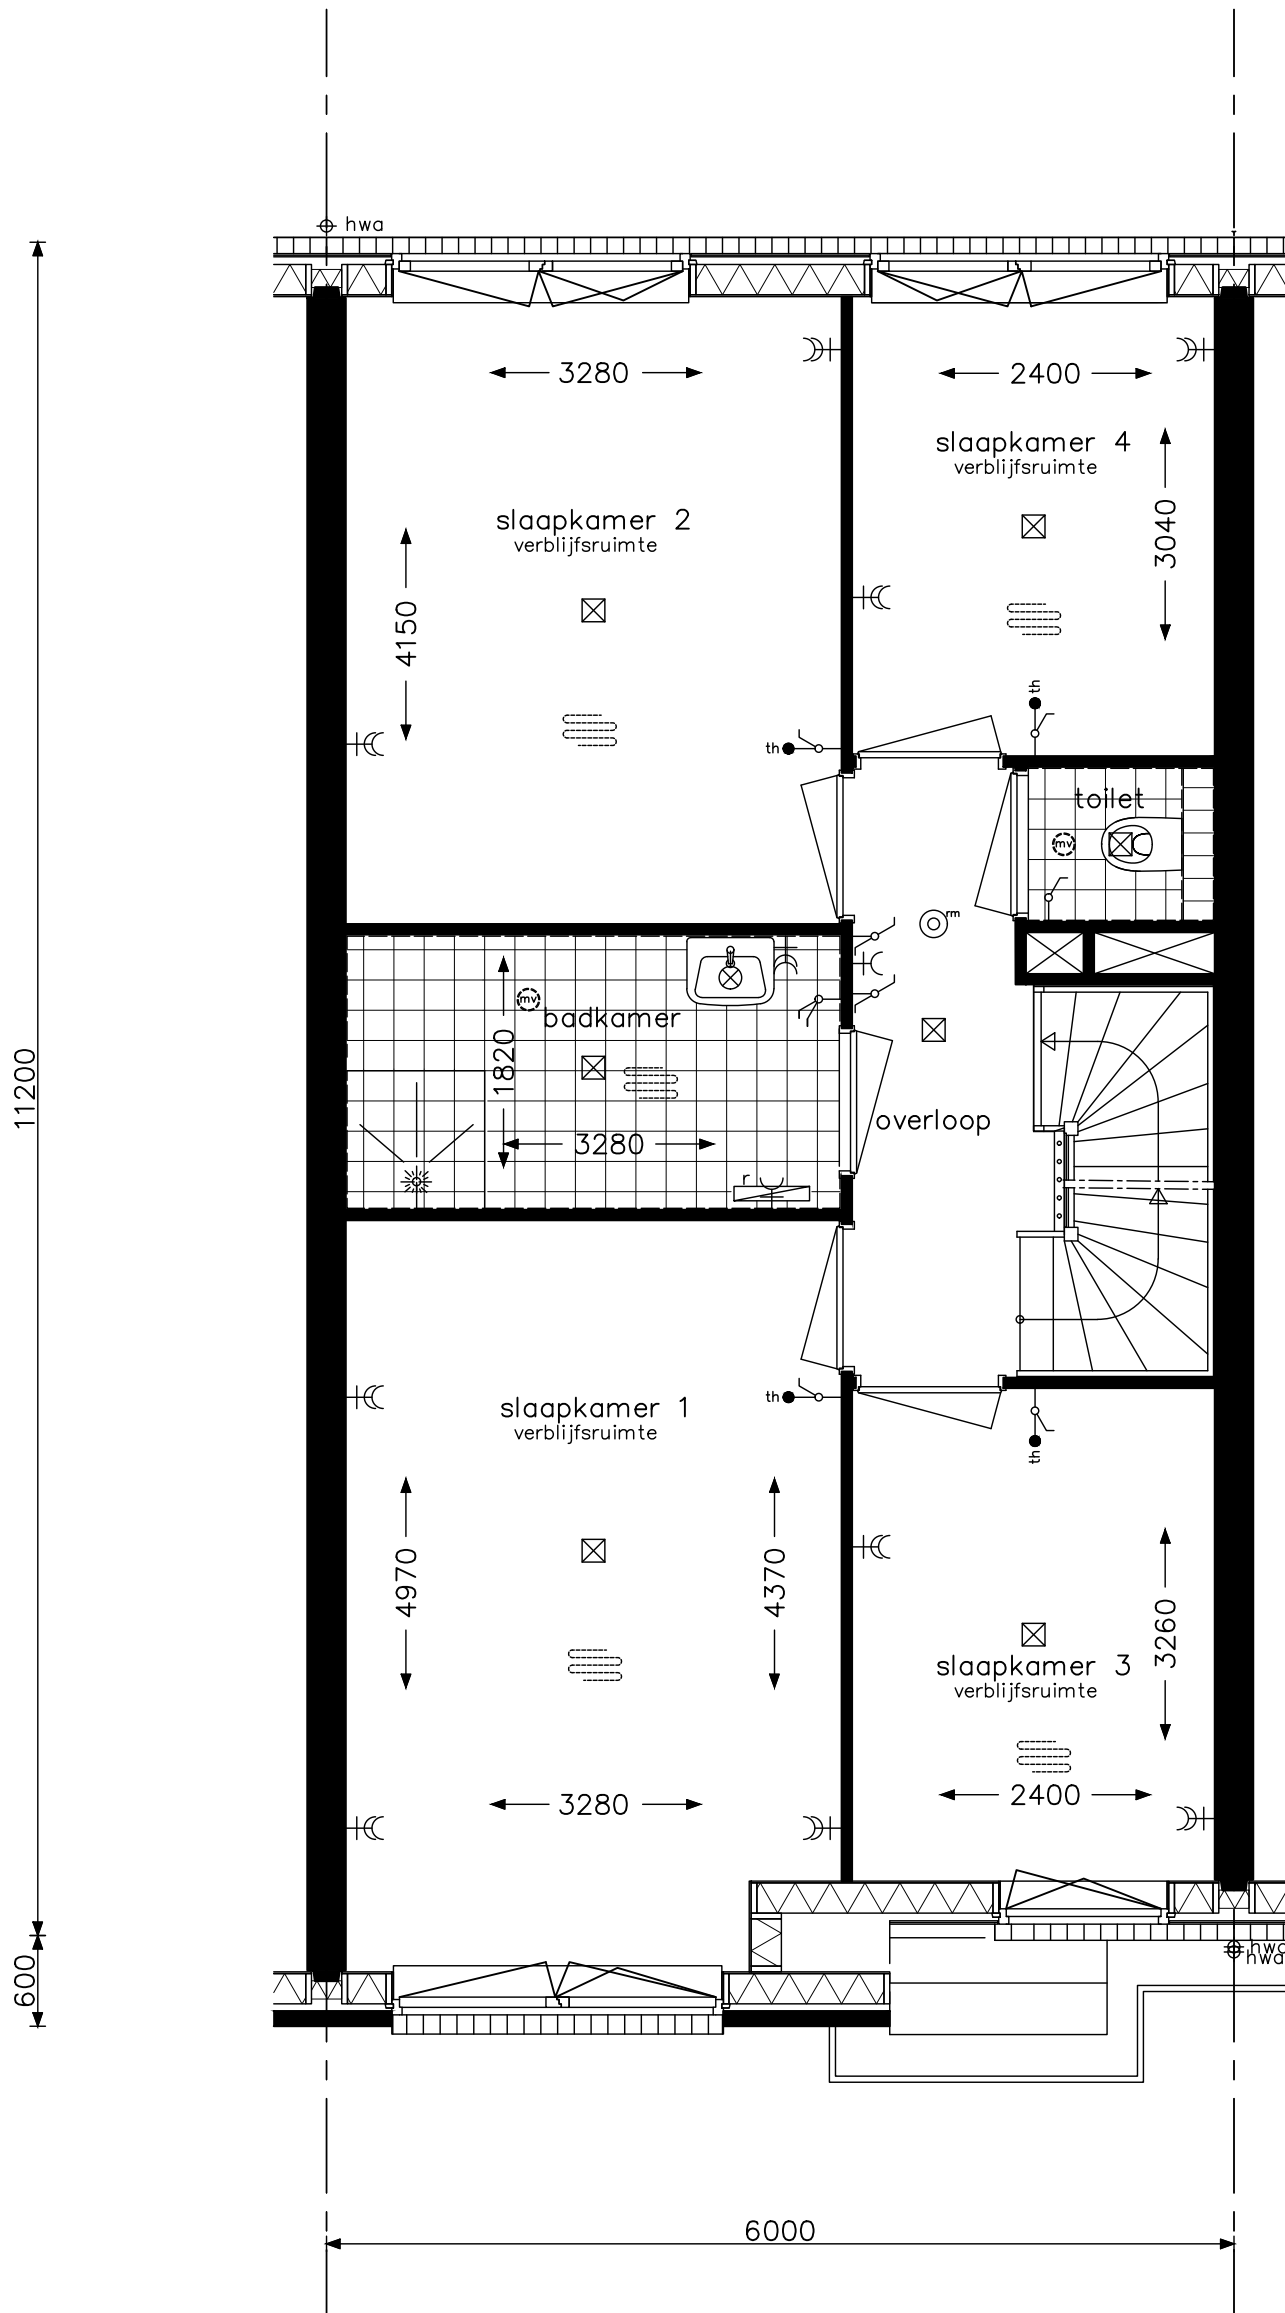 hwa
3280
2400
slaapkamer 4
verblijfsruimte
3040
slaapkamer 2
verblijfsruimte
4150
th
th
toilet
mv
rm
mv
badkamer
1820
3280
r
overloop
11200
slaapkamer 1
verblijfsruimte
th
th
4970
4370
3260
slaapkamer 3
verblijfsruimte
3280
2400
600
hwa
hwa
6000